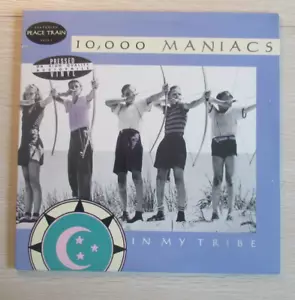 PEACE TRAIN
10,000 MANIACS
PRESSED
VINYL
IN MY TRIBE